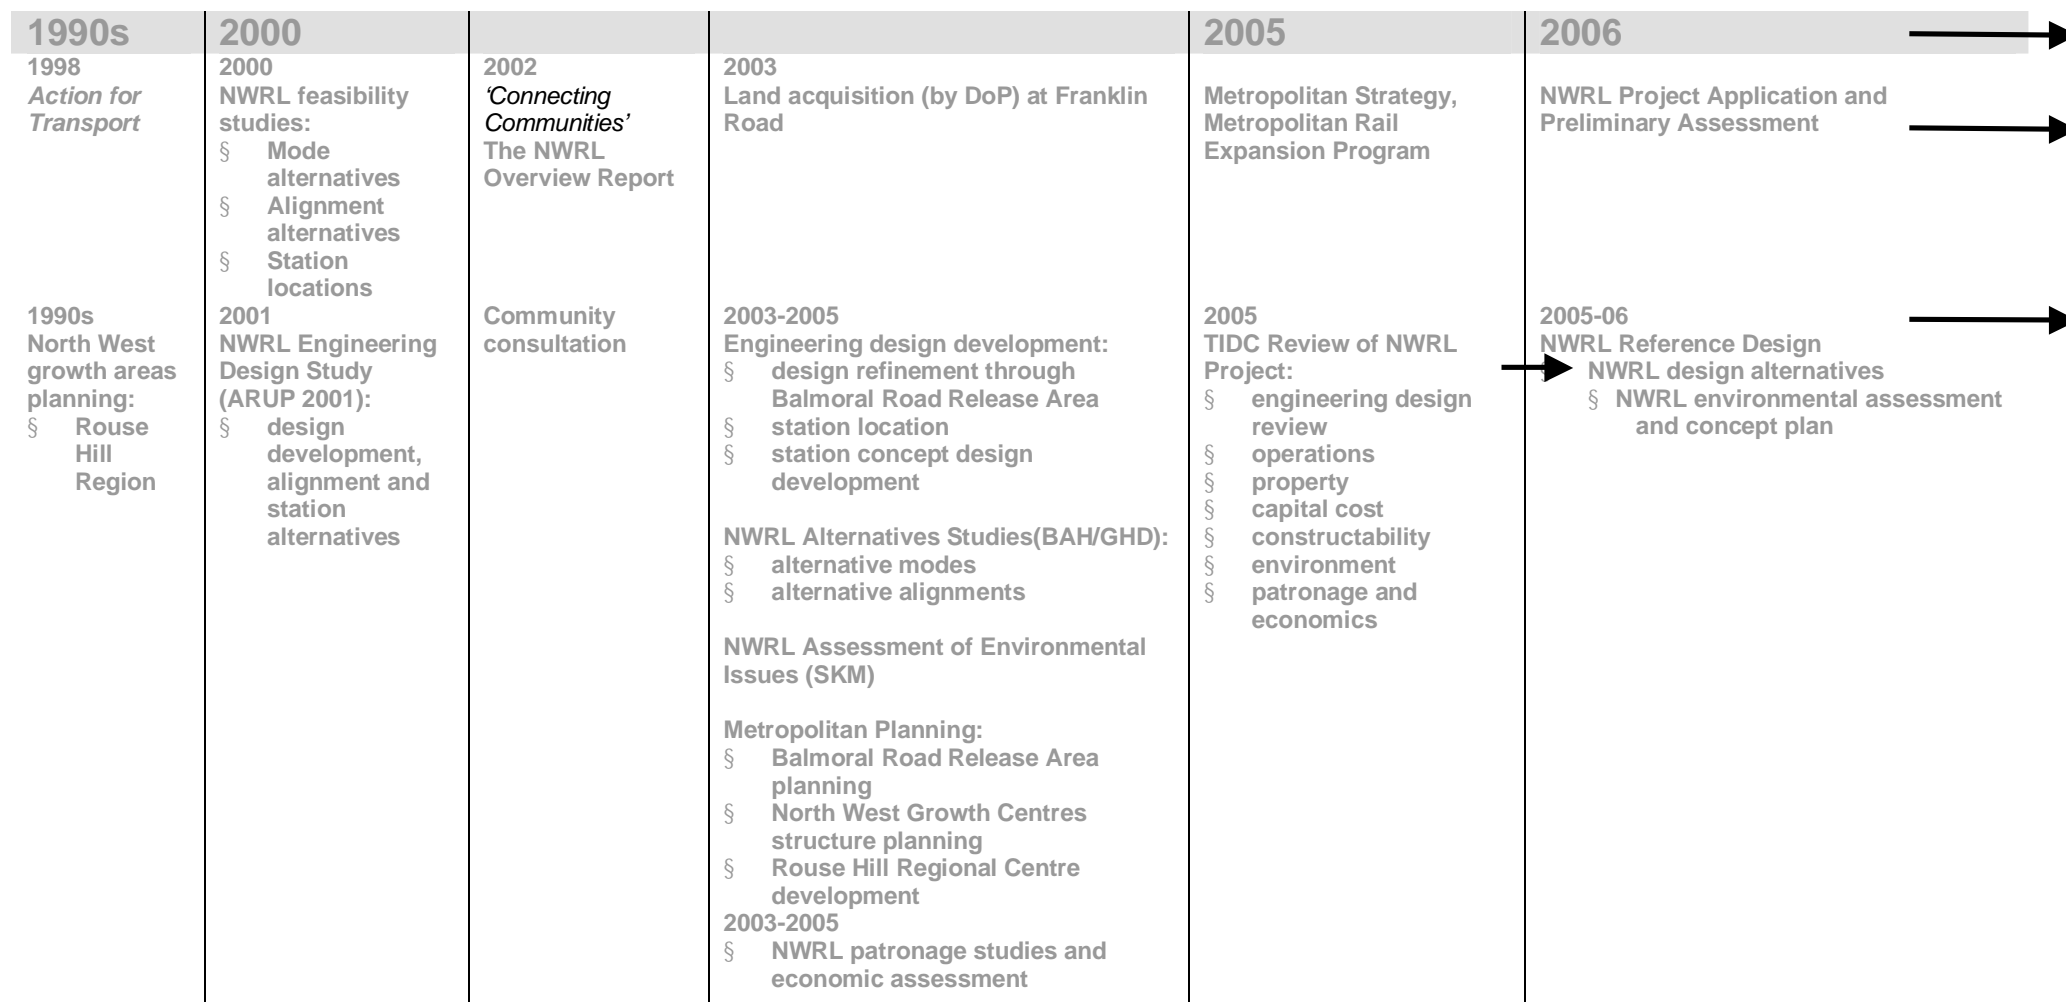 1990s
2000
2005
2006
1998
Action for
Transport
1990s
North West
growth areas
planning:
§ Rouse
Hill
Region
2000
NWRL feasibility
studies:
§ Mode
alternatives
§ Alignment
alternatives
§ Station
locations
2001
NWRL Engineering
Design Study
(ARUP 2001):
§ design
development,
alignment and
station
alternatives
2002
‘Connecting
Communities’
The NWRL
Overview Report
Community
consultation
2003
Land acquisition (by DoP) at Franklin
Road
2003-2005
Engineering design development:
§ design refinement through
Balmoral Road Release Area
§ station location
§ station concept design
development
NWRL Alternatives Studies(BAH/GHD):
§ alternative modes
§ alternative alignments
NWRL Assessment of Environmental
Issues (SKM)
Metropolitan Planning:
§ Balmoral Road Release Area
planning
§ North West Growth Centres
structure planning
§ Rouse Hill Regional Centre
development
2003-2005
§ NWRL patronage studies and
economic assessment
Metropolitan Strategy,
Metropolitan Rail
Expansion Program
2005
TIDC Review of NWRL
Project:
§ engineering design
review
§ operations
§ property
§ capital cost
§ constructability
§ environment
§ patronage and
economics
NWRL Project Application and
Preliminary Assessment
2005-06
NWRL Reference Design
§ NWRL design alternatives
§ NWRL environmental assessment
and concept plan